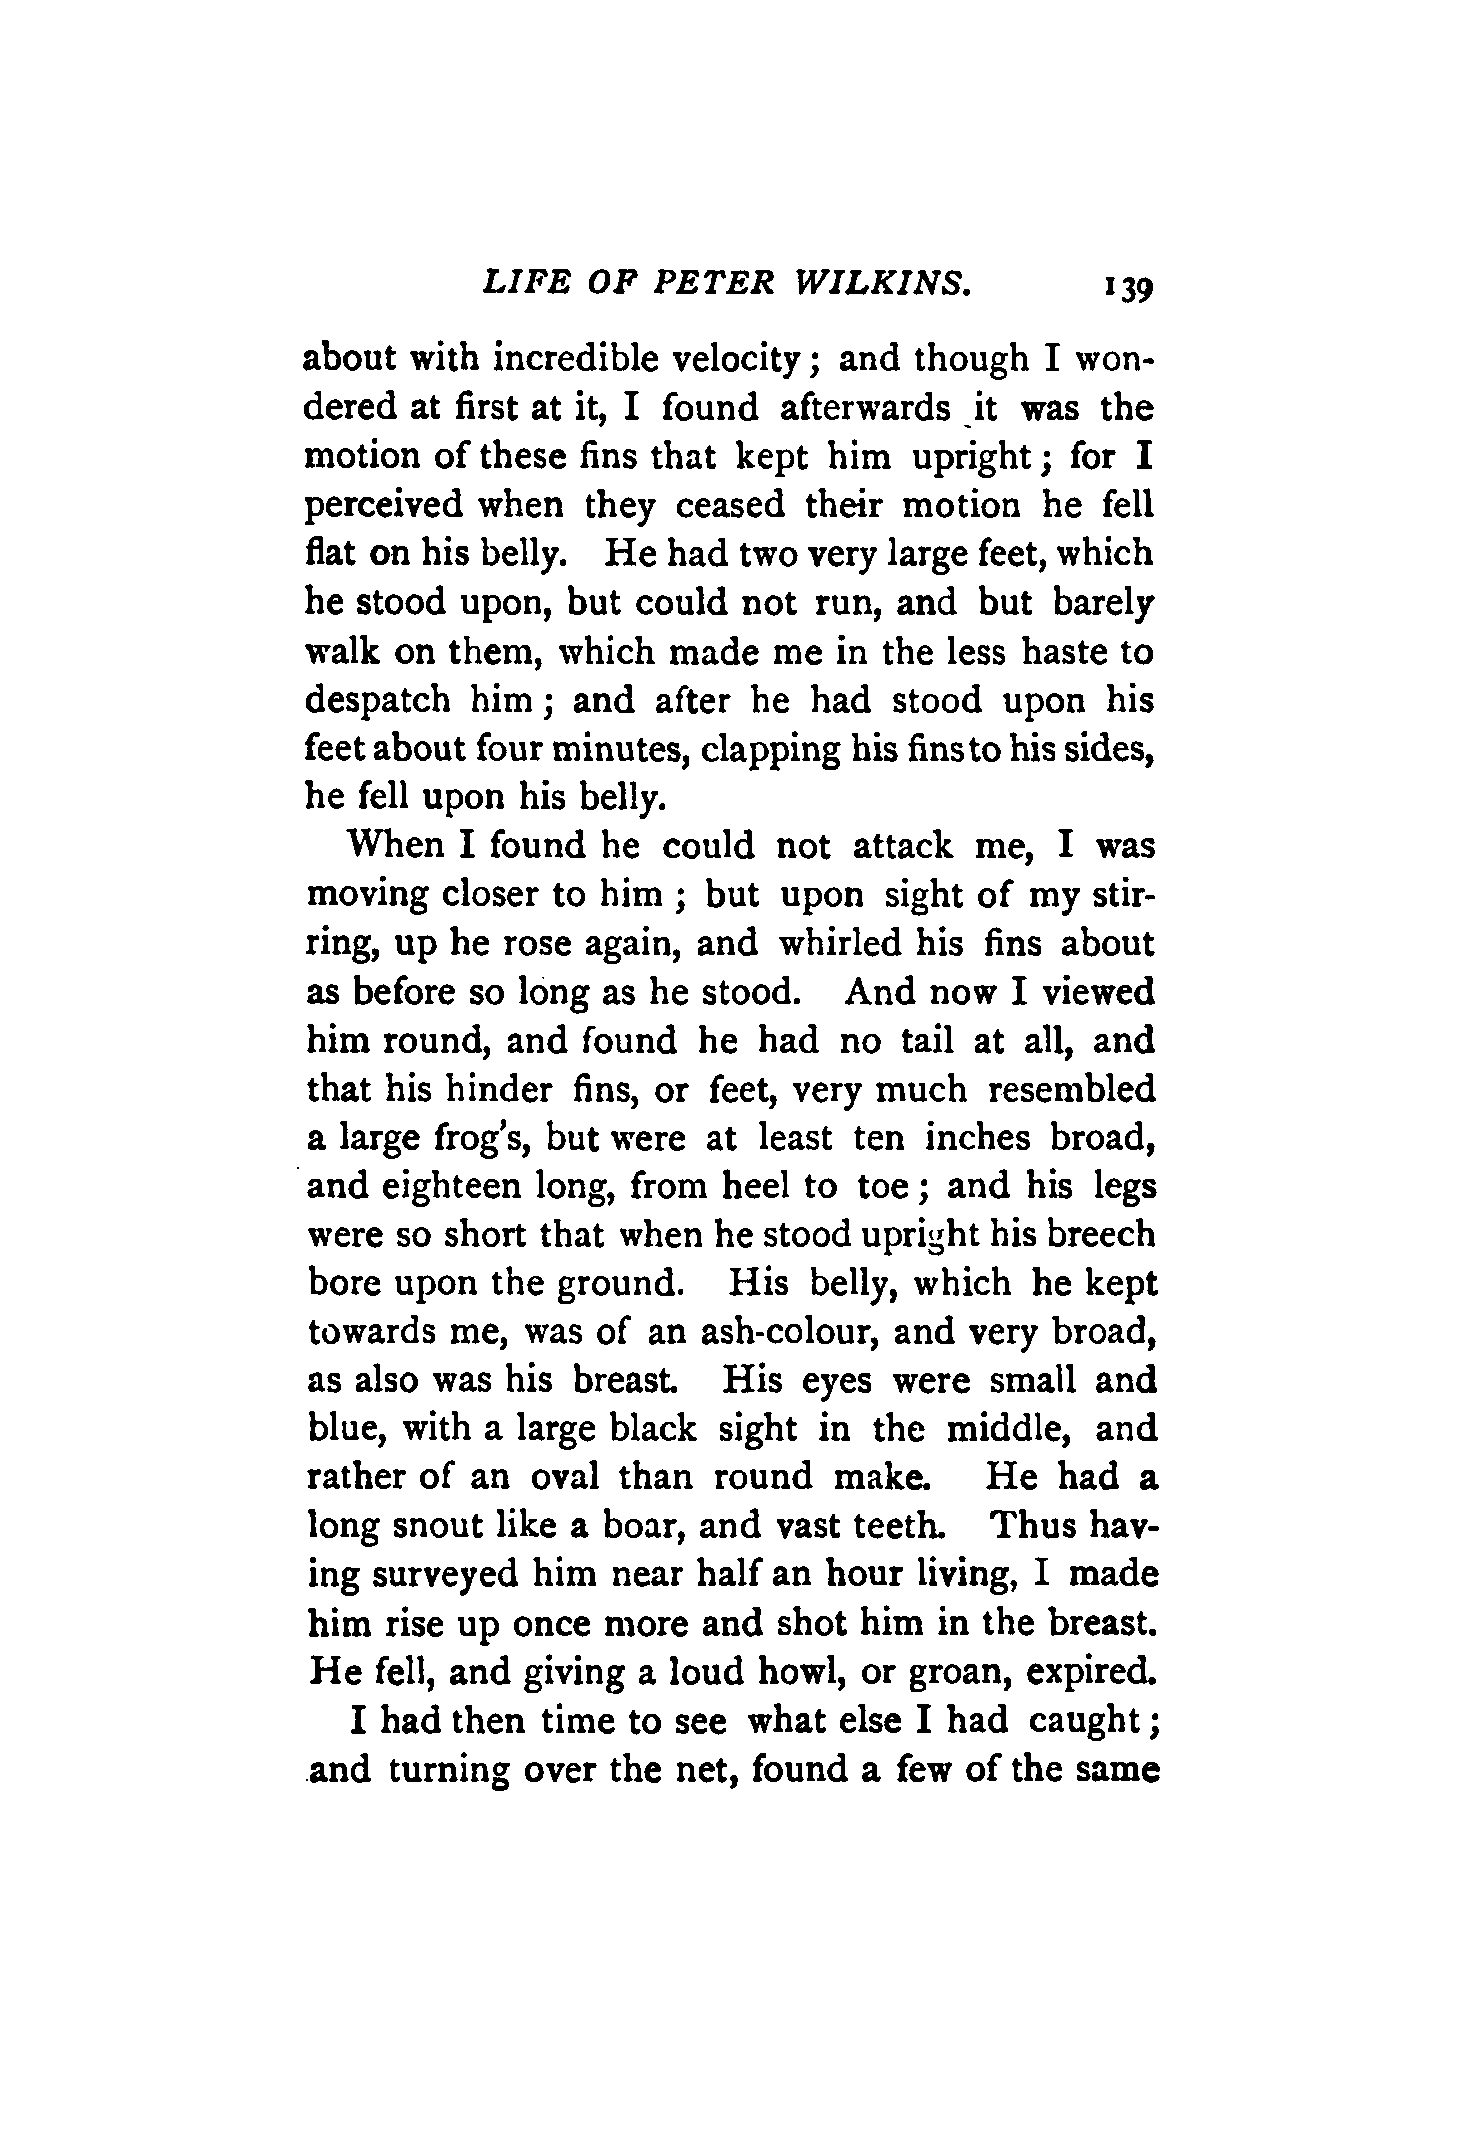 LIFE OF PETER WILKINS. 139
about with incredible velocity; and though I won-
dered at first at it, I found afterwards it was the
motion of these fins that kept him upright; for I
perceived when they ceased their motion he fell
flat on his belly. He had two very large feet, which
he stood upon, but could not run, and but barely
walk on them, which made me in the less haste to
despatch him; and after he had stood upon his
feet about four minutes, clapping his fins to his sides,
he fell upon his belly.
When I found he could not attack me, I was
moving closer to him; but upon sight of my stir-
ring, up he rose again, and whirled his fins about
as before so long as he stood. And now I viewed
him round, and found he had no tail at all, and
that his hinder fins, or feet, very much resembled
a large frog's, but were at least ten inches broad,
and eighteen long, from heel to toe; and his legs
were so short that when he stood upright his breech
bore upon the ground. His belly, which he kept
towards me, was of an ash-colour, and very broad,
as also was his breast. His eyes were small and
blue, with a large black sight in the middle, and
rather of an oval than round make. He had a
long snout like a boar, and vast teeth. Thus hav-
ing surveyed him near half an hour living, I made
him rise up once more and shot him in the breast.
He fell, and giving a loud howl, or groan, expired.
I had then time to see what else I had caught;
and turning over the net, found a few of the same